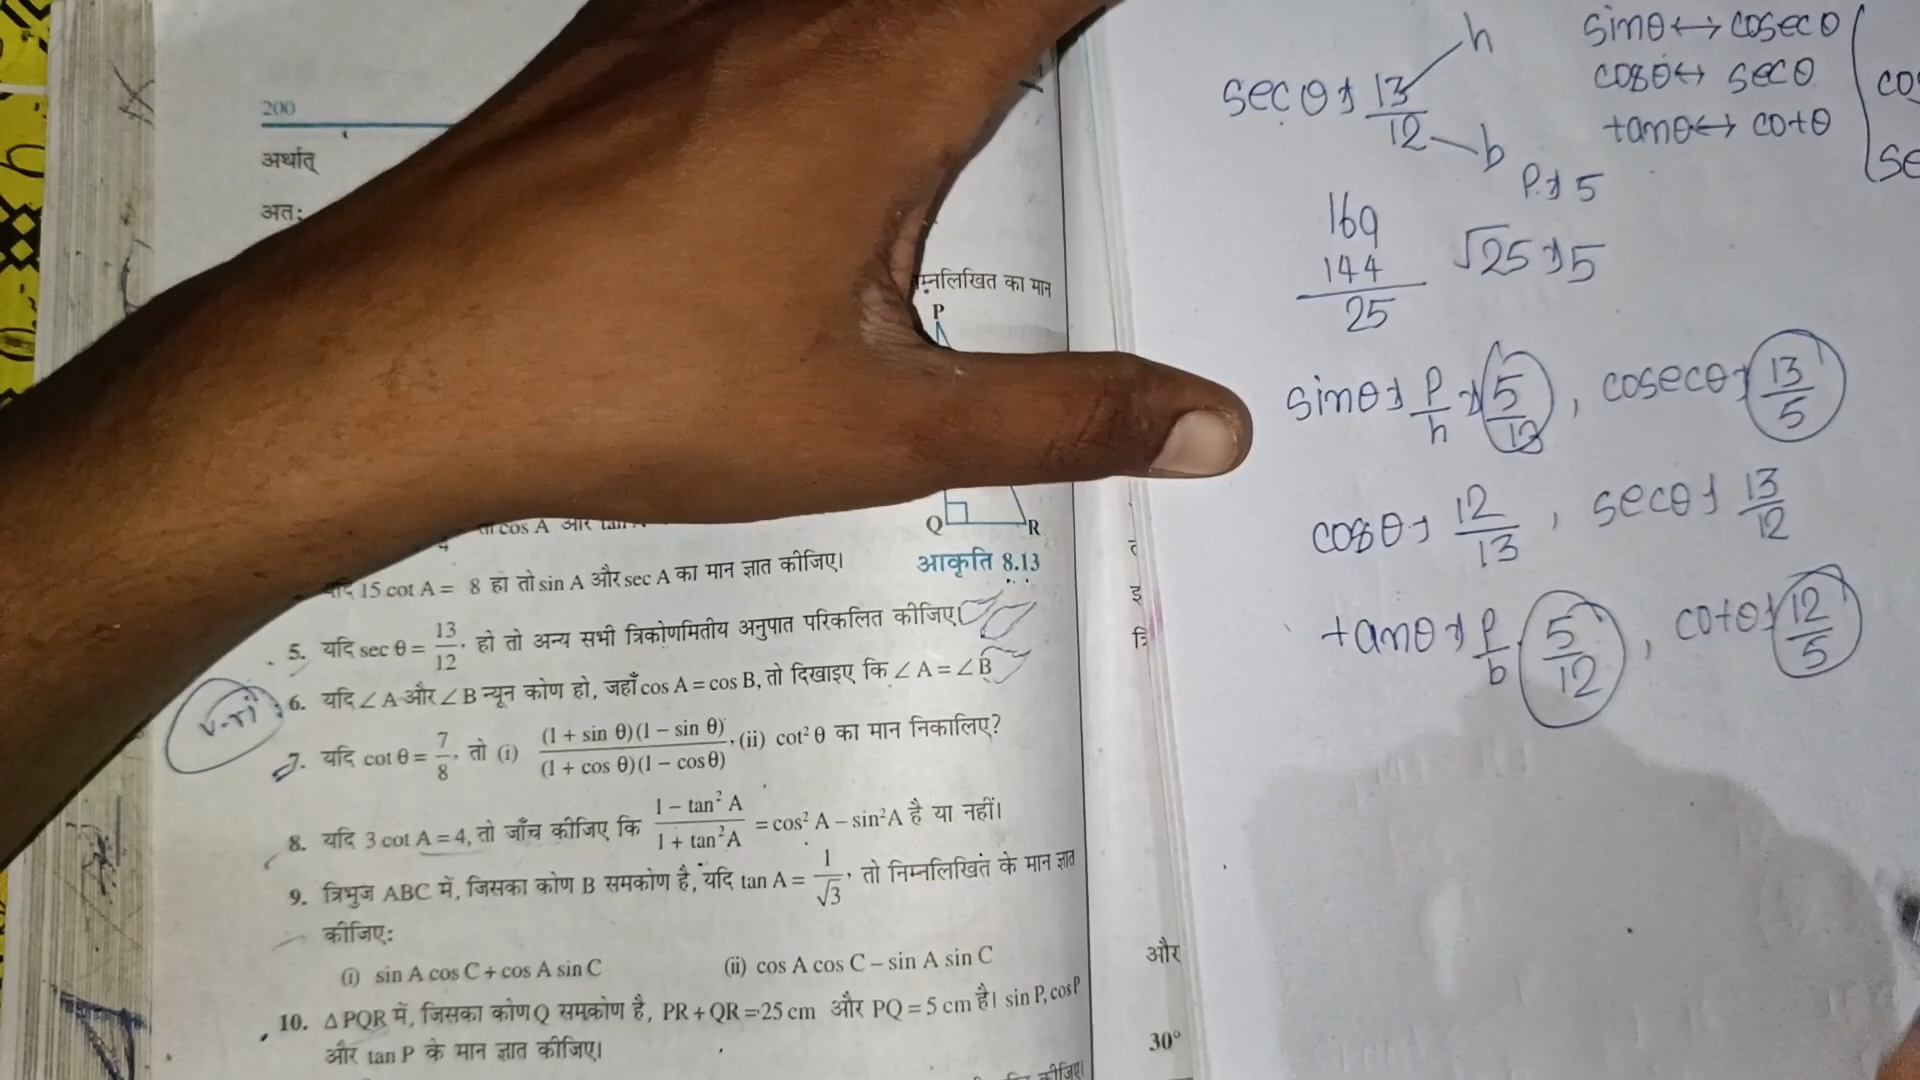 200
अर्थात्
अतः
म्नलिखित का मान
P
cos A और tan
4
Q R
आकृति 8.13
15 cot A = 8 हो तो sin A और sec A का मान ज्ञात कीजिए।
5. यदि sec θ = 13/12, हो तो अन्य सभी त्रिकोणमितीय अनुपात परिकलित कीजिए।
6. यदि ∠A और ∠B न्यून कोण हो, जहाँ cos A = cos B, तो दिखाइए कि ∠A = ∠B
7. यदि cot θ = 7/8, तो (i) (1 + sin θ)(1 − sin θ)/(1 + cos θ)(1 − cos θ), (ii) cot² θ का मान निकालिए?
8. यदि 3 cot A = 4, तो जाँच कीजिए कि (1 − tan² A)/(1 + tan² A) = cos² A − sin² A है या नहीं।
9. त्रिभुज ABC में, जिसका कोण B समकोण है, यदि tan A = 1/√3, तो निम्नलिखित के मान ज्ञात
कीजिए:
(i) sin A cos C + cos A sin C (ii) cos A cos C − sin A sin C
10. Δ PQR में, जिसका कोण Q समकोण है, PR + QR = 25 cm और PQ = 5 cm है। sin P, cos P
और tan P के मान ज्ञात कीजिए।
और
30°
secθ → 13/12
h
b
sinθ ↔ cosecθ
cosθ ↔ secθ
tanθ ↔ cotθ
P → 5
169
144
25
√25 → 5
sinθ → p/h → 5/13, cosecθ → 13/5
cosθ → 12/13, secθ → 13/12
tanθ → p/b 5/12, cotθ → 12/5